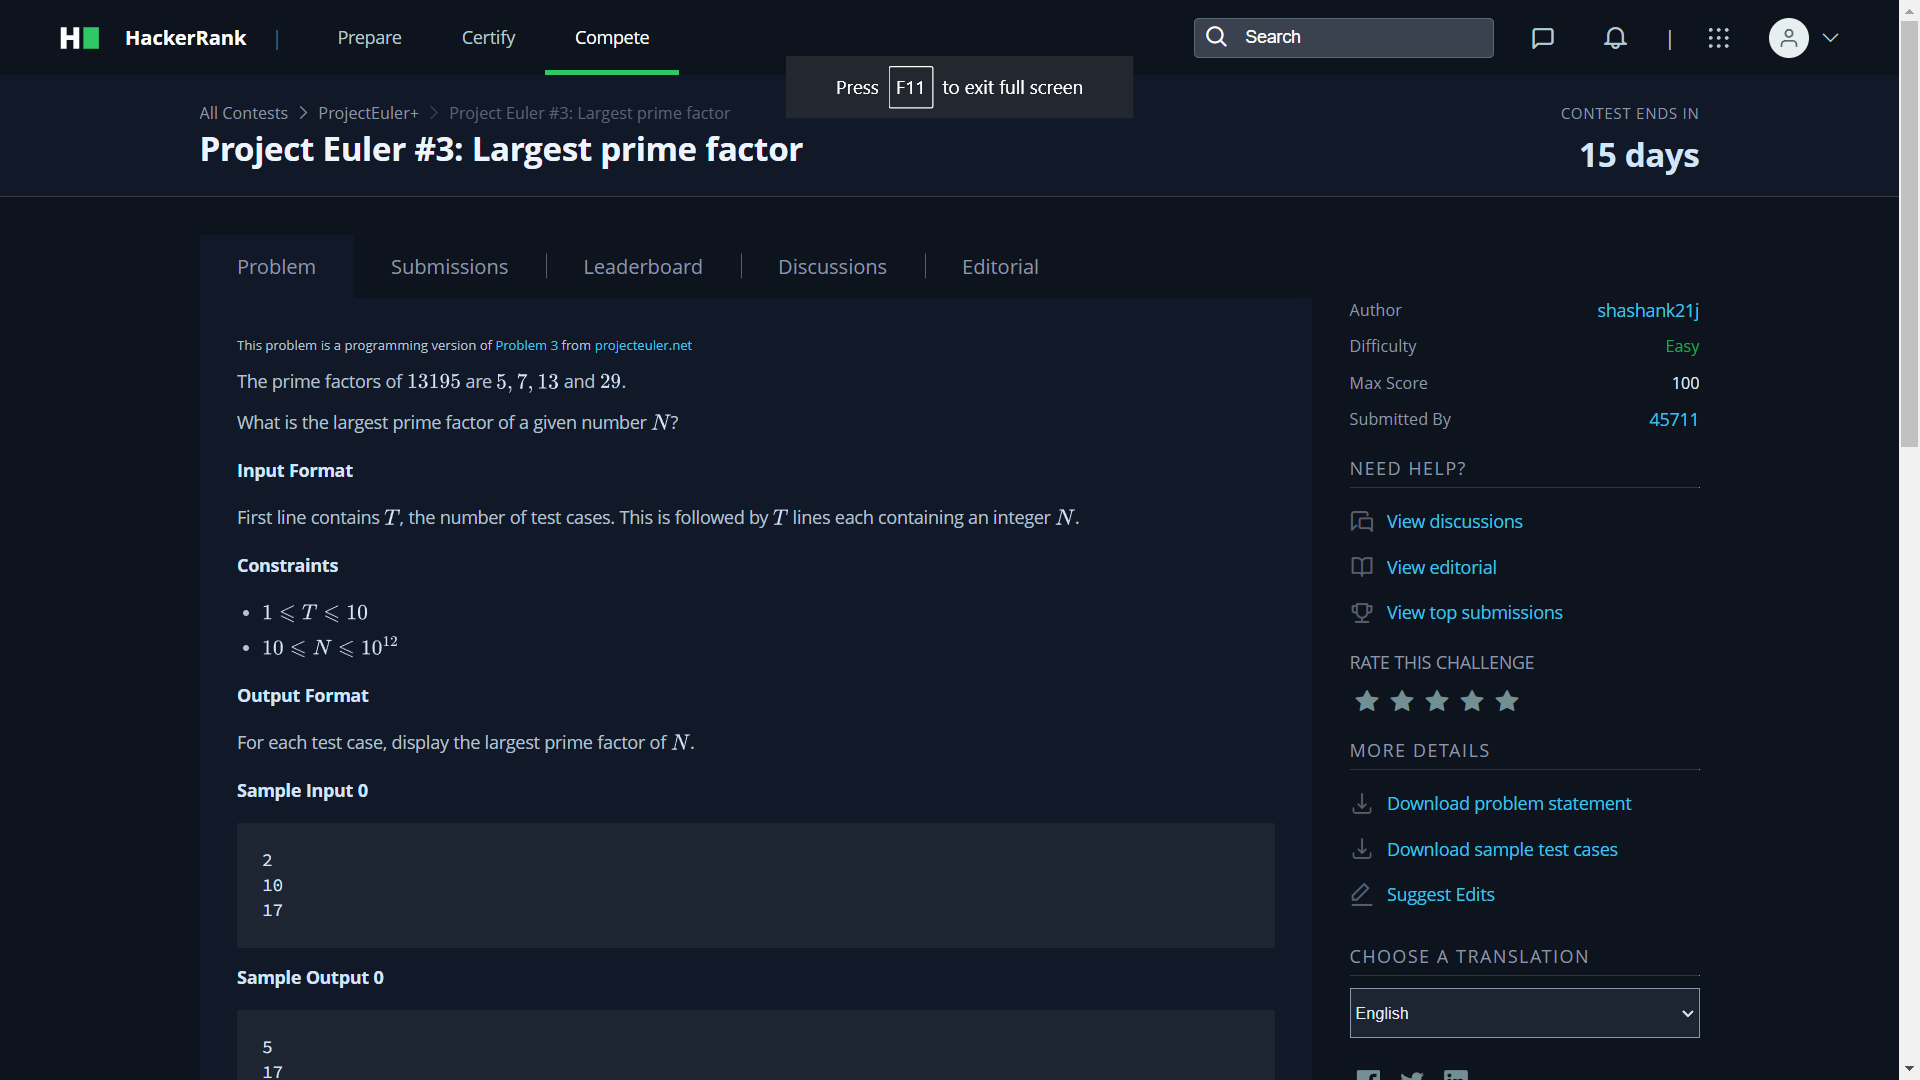 HackerRank | Prepare Certify Compete Search |
Press F11 to exit full screen
All Contests > ProjectEuler+ > Project Euler #3: Largest prime factor
CONTEST ENDS IN
Project Euler #3: Largest prime factor
15 days
Problem Submissions Leaderboard Discussions Editorial
This problem is a programming version of Problem 3 from projecteuler.net
The prime factors of 13195 are 5, 7, 13 and 29.
What is the largest prime factor of a given number N?
Input Format
First line contains T, the number of test cases. This is followed by T lines each containing an integer N.
Constraints
• 1 ⩽ T ⩽ 10
• 10 ⩽ N ⩽ 10^12
Output Format
For each test case, display the largest prime factor of N.
Sample Input 0
2
10
17
Sample Output 0
5
17
Author shashank21j
Difficulty Easy
Max Score 100
Submitted By 45711
NEED HELP?
View discussions
View editorial
View top submissions
RATE THIS CHALLENGE
MORE DETAILS
Download problem statement
Download sample test cases
Suggest Edits
CHOOSE A TRANSLATION
English